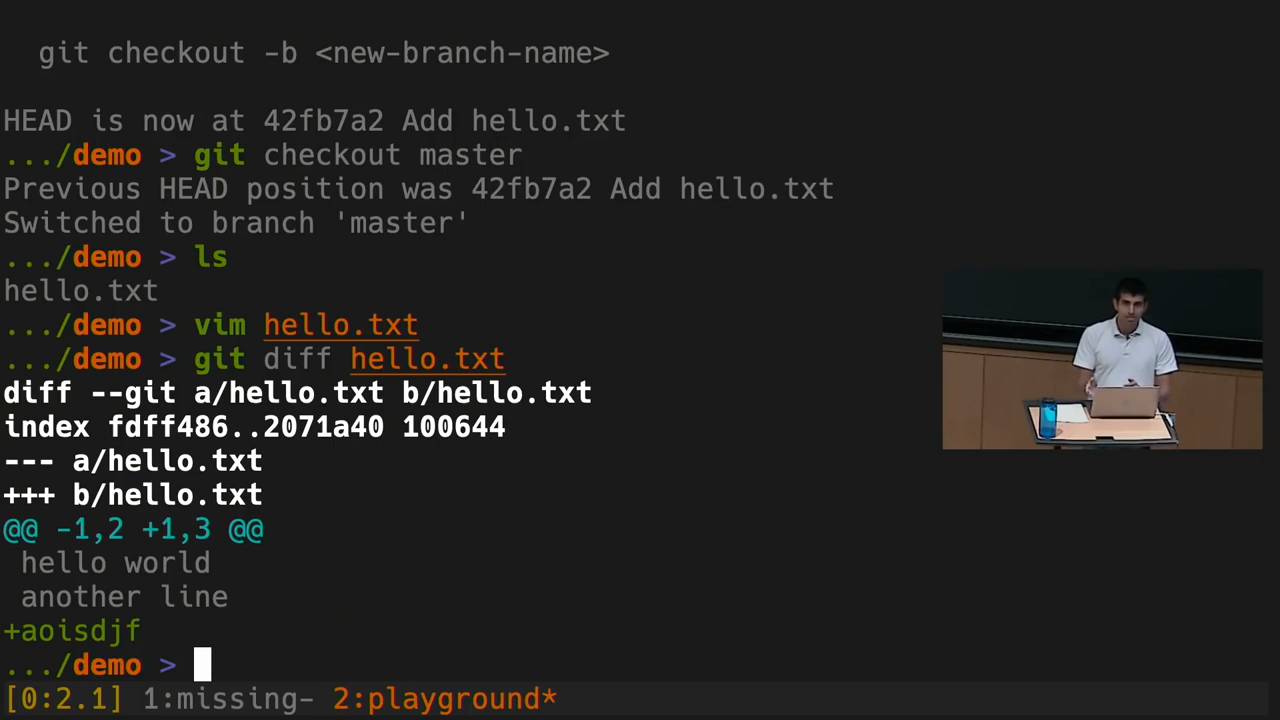 git checkout -b <new-branch-name>
HEAD is now at 42fb7a2 Add hello.txt
.../demo > git checkout master
Previous HEAD position was 42fb7a2 Add hello.txt
Switched to branch 'master'
.../demo > ls
hello.txt
.../demo > vim hello.txt
.../demo > git diff hello.txt
diff --git a/hello.txt b/hello.txt
index fdff486..2071a40 100644
--- a/hello.txt
+++ b/hello.txt
@@ -1,2 +1,3 @@
hello world
another line
+aoisdjf
.../demo >
[0:2.1] 1:missing- 2:playground*